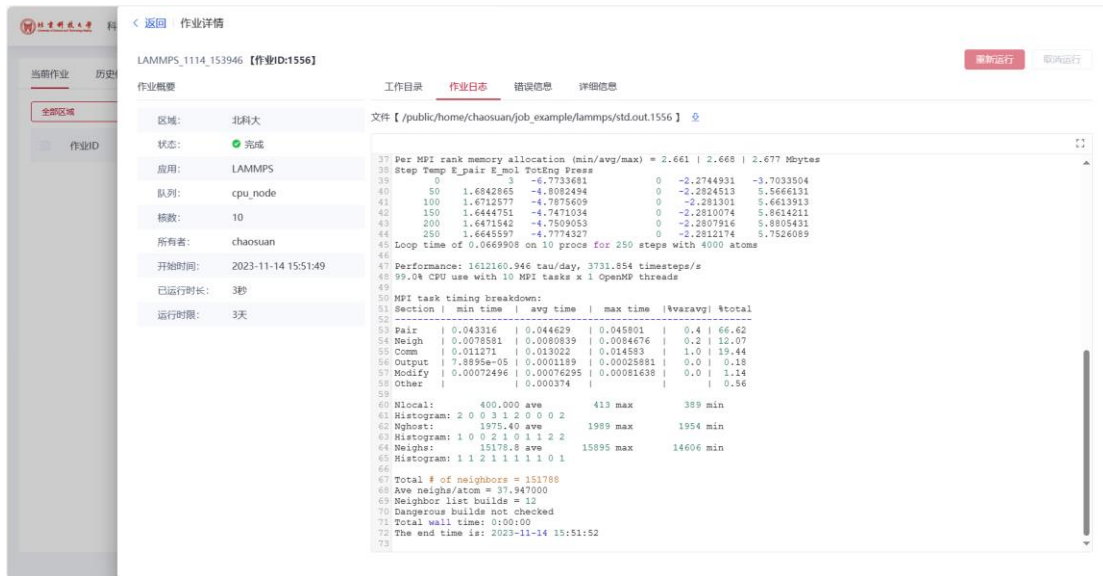 北京科技大学 科
< 返回 作业详情
LAMMPS_1114_153946 【作业ID:1556】
重新运行 取消运行
当前作业 历史
全部区域
作业ID
作业概要
区域: 北科大
状态: 完成
应用: LAMMPS
队列: cpu_node
核数: 10
所有者: chaosuan
开始时间: 2023-11-14 15:51:49
已运行时长: 3秒
运行时限: 3天
工作目录 作业日志 错误信息 详细信息
文件【 /public/home/chaosuan/job_example/lammps/std.out.1556 】
37 Per MPI rank memory allocation (min/avg/max) = 2.661 | 2.668 | 2.677 Mbytes
38 Step Temp E_pair E_mol TotEng Press
39 0 3 -6.7733681 0 -2.2744931 -3.7033504
40 50 1.6842865 -4.8082494 0 -2.2824513 5.5666131
41 100 1.6712577 -4.7875609 0 -2.281301 5.6613913
42 150 1.6444751 -4.7471034 0 -2.2810074 5.8614211
43 200 1.6471542 -4.7509053 0 -2.2807916 5.8805431
44 250 1.6645597 -4.7774327 0 -2.2812174 5.7526089
45 Loop time of 0.0669908 on 10 procs for 250 steps with 4000 atoms
46
47 Performance: 1612160.946 tau/day, 3731.854 timesteps/s
48 99.0% CPU use with 10 MPI tasks x 1 OpenMP threads
49
50 MPI task timing breakdown:
51 Section | min time | avg time | max time |%varavg| %total
52 ---------------------------------------------------------------
53 Pair | 0.043316 | 0.044629 | 0.045801 | 0.4 | 66.62
54 Neigh | 0.0078581 | 0.0080839 | 0.0084676 | 0.2 | 12.07
55 Comm | 0.011271 | 0.013022 | 0.014583 | 1.0 | 19.44
56 Output | 7.8895e-05 | 0.0001189 | 0.00025881 | 0.0 | 0.18
57 Modify | 0.00072496 | 0.00076295 | 0.00081638 | 0.0 | 1.14
58 Other | | 0.000374 | | | 0.56
59
60 Nlocal: 400.000 ave 413 max 389 min
61 Histogram: 2 0 0 3 1 2 0 0 0 2
62 Nghost: 1975.40 ave 1989 max 1954 min
63 Histogram: 1 0 0 2 1 0 1 1 2 2
64 Neighs: 15178.8 ave 15895 max 14606 min
65 Histogram: 1 1 2 1 1 1 1 1 0 1
66
67 Total # of neighbors = 151788
68 Ave neighs/atom = 37.947000
69 Neighbor list builds = 12
70 Dangerous builds not checked
71 Total wall time: 0:00:00
72 The end time is: 2023-11-14 15:51:52
73